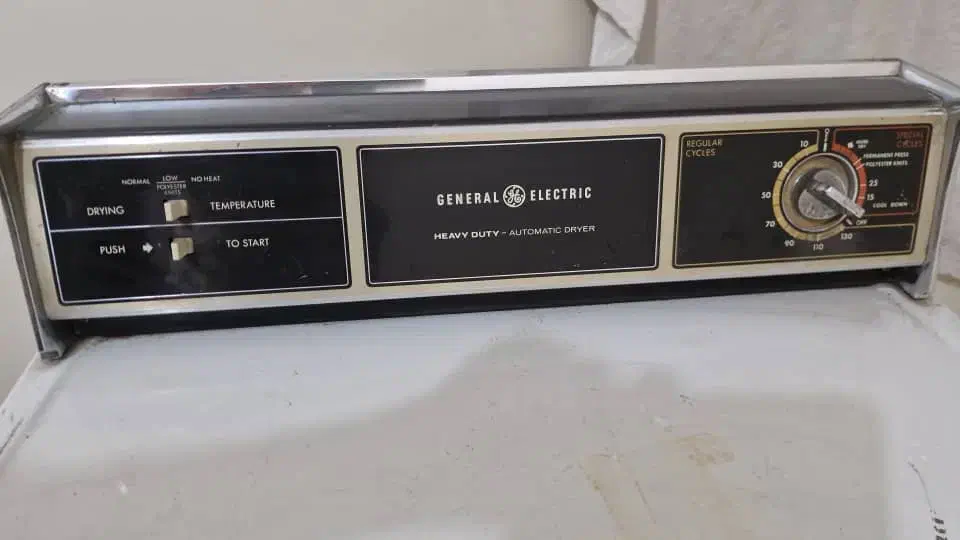 NORMAL LOW NO HEAT
POLYESTER
KNITS
DRYING TEMPERATURE
PUSH TO START
GENERAL GE ELECTRIC
HEAVY DUTY - AUTOMATIC DRYER
REGULAR
CYCLES
10
30
50
70
90
110
130
SPECIAL
CYCLES
PERMANENT PRESS
POLYESTER KNITS
25
15
COOL DOWN
OFF